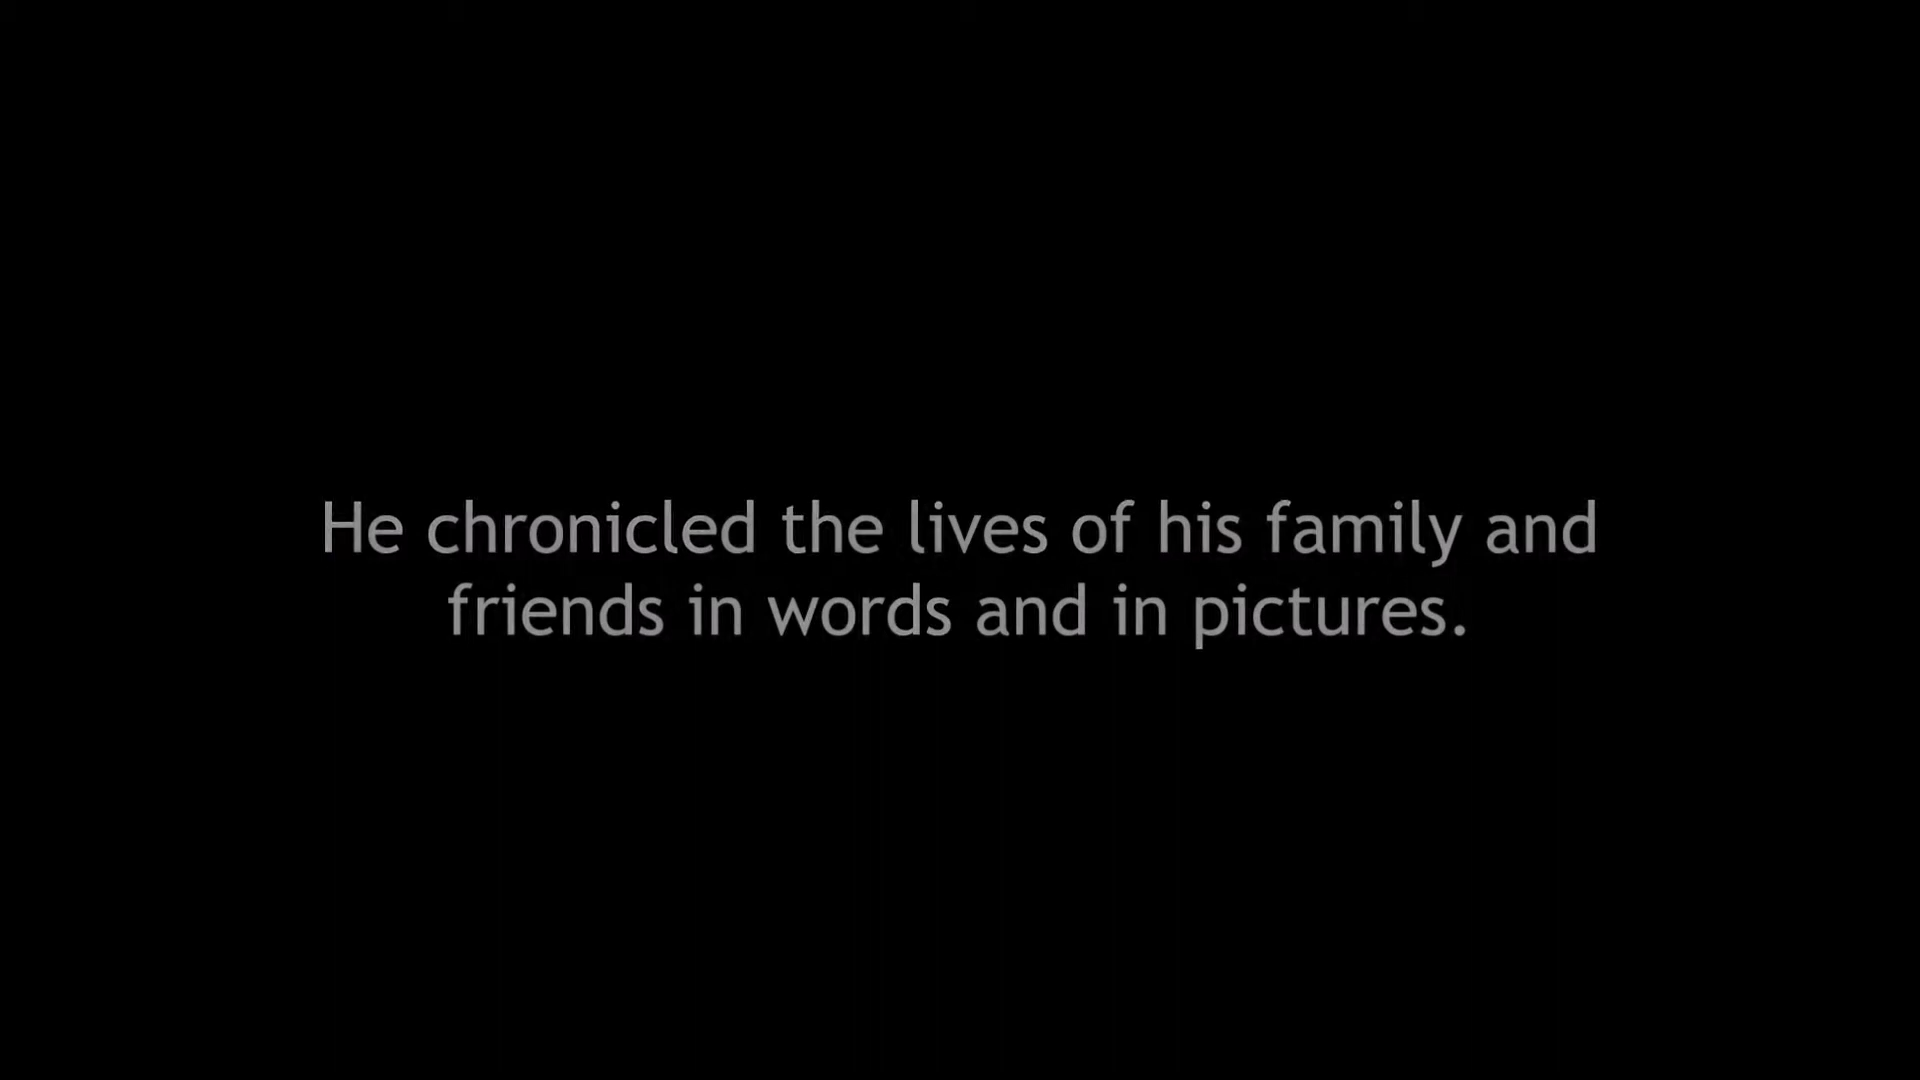 He chronicled the lives of his family and
friends in words and in pictures.